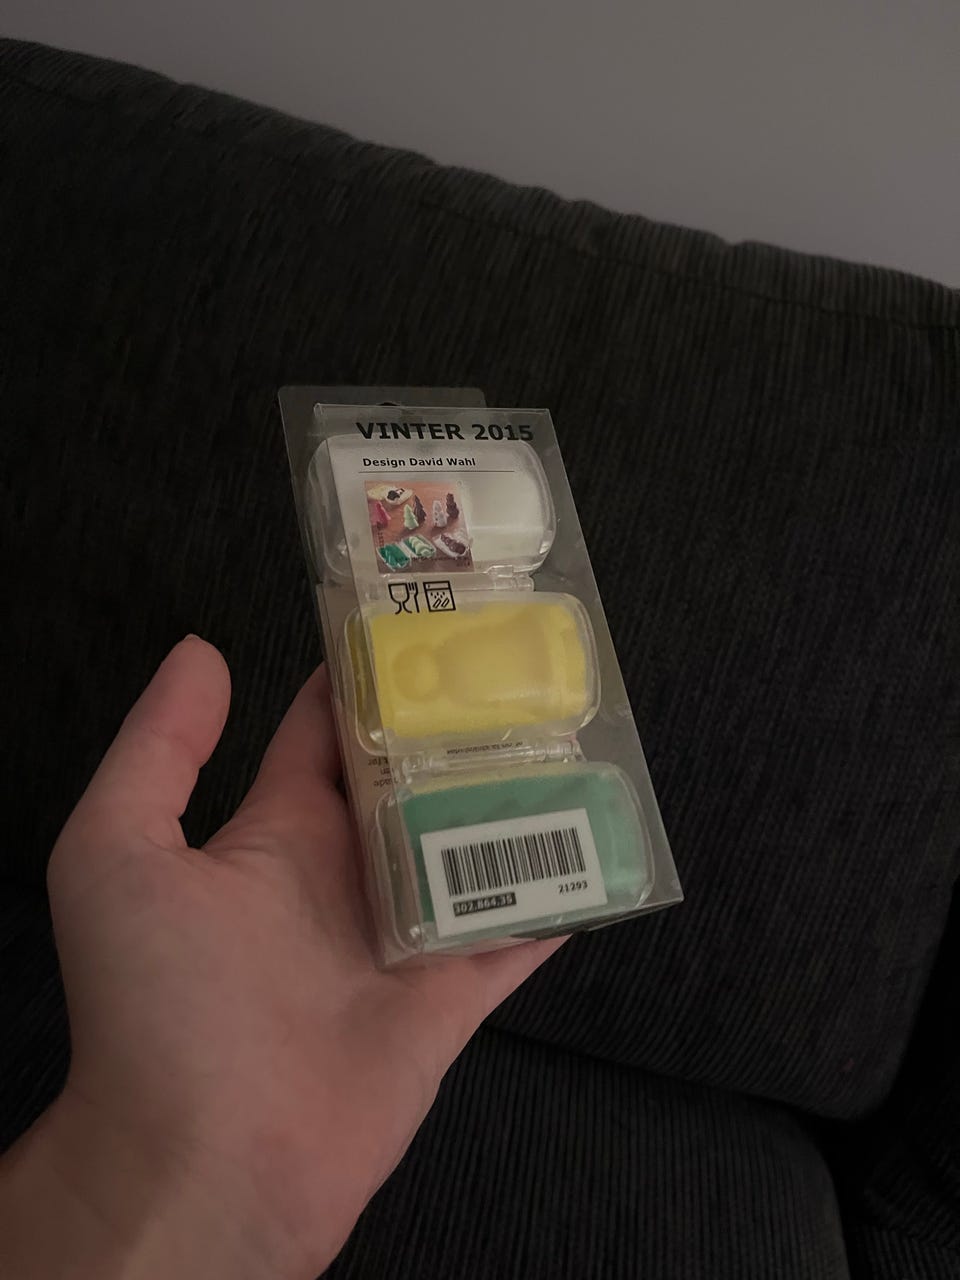 VINTER 2015
Design David Wahl
302.864.35
21293